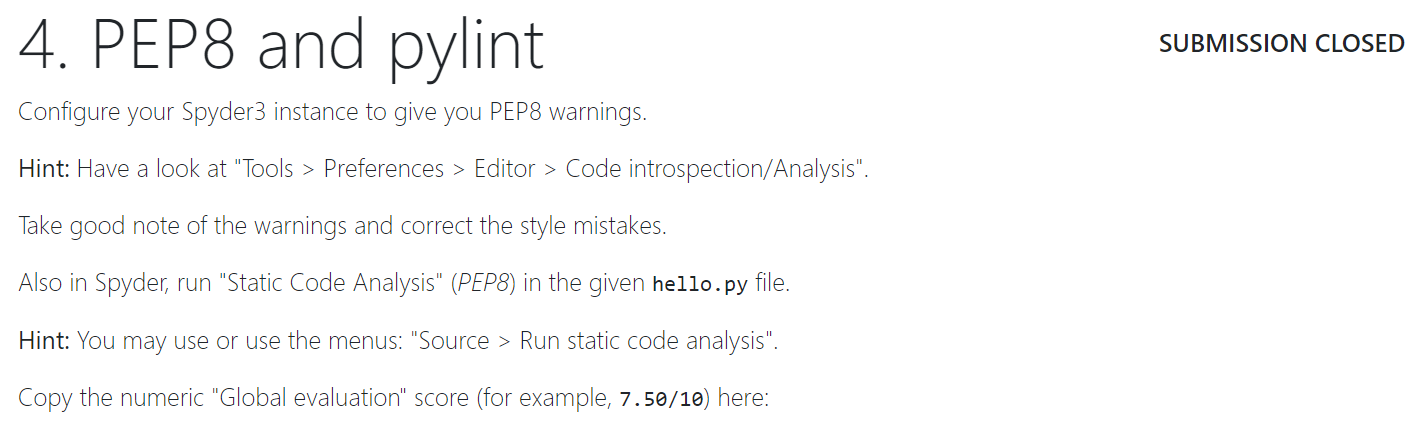 4. PEP8 and pylint
SUBMISSION CLOSED
Configure your Spyder3 instance to give you PEP8 warnings.
Hint: Have a look at "Tools > Preferences > Editor > Code introspection/Analysis".
Take good note of the warnings and correct the style mistakes.
Also in Spyder, run "Static Code Analysis" (PEP8) in the given hello.py file.
Hint: You may use or use the menus: "Source > Run static code analysis".
Copy the numeric "Global evaluation" score (for example, 7.50/10) here: